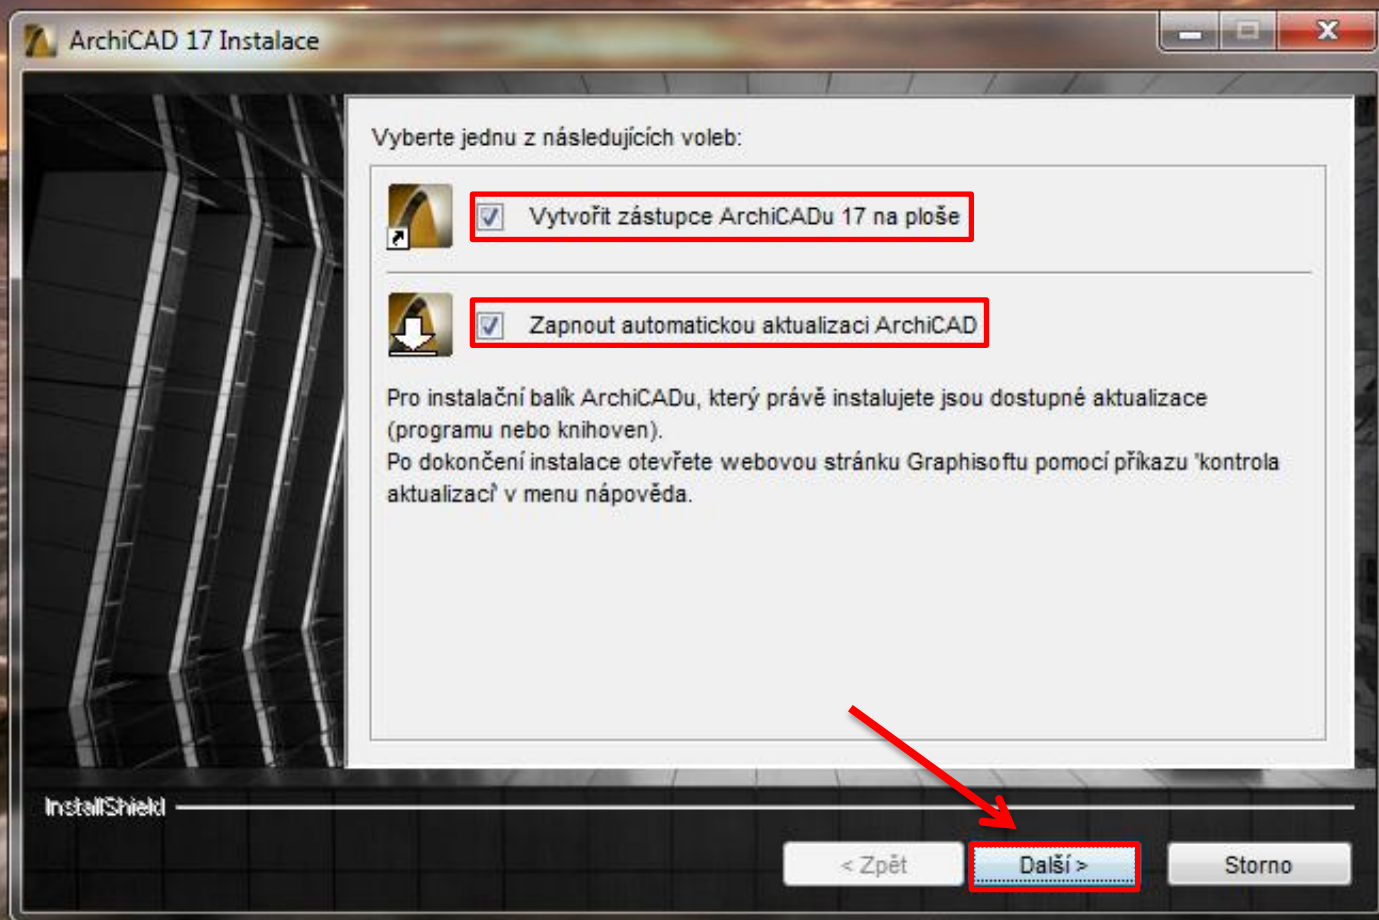 ArchiCAD 17 Instalace
Vyberte jednu z následujících voleb:
Vytvořit zástupce ArchiCADu 17 na ploše
Zapnout automatickou aktualizaci ArchiCAD
Pro instalační balík ArchiCADu, který právě instalujete jsou dostupné aktualizace
(programu nebo knihoven).
Po dokončení instalace otevřete webovou stránku Graphisoftu pomocí příkazu 'kontrola
aktualizací' v menu nápověda.
InstallShield
< Zpět
Další >
Storno